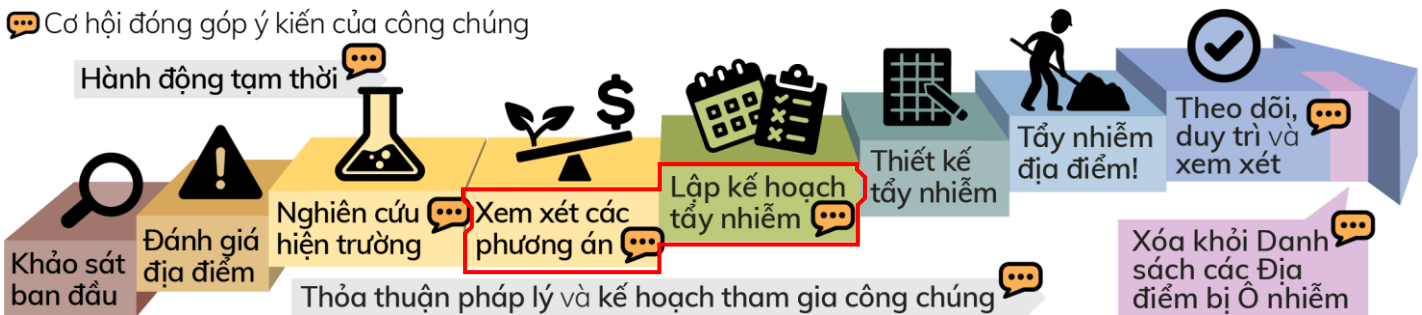 Cơ hội đóng góp ý kiến của công chúng
Hành động tạm thời
Khảo sát
ban đầu
Đánh giá
địa điểm
Nghiên cứu
hiện trường
Xem xét các
phương án
Lập kế hoạch
tẩy nhiễm
Thiết kế
tẩy nhiễm
Tẩy nhiễm
địa điểm!
Theo dõi,
duy trì và
xem xét
Thỏa thuận pháp lý và kế hoạch tham gia công chúng
Xóa khỏi Danh
sách các Địa
điểm bị Ô nhiễm